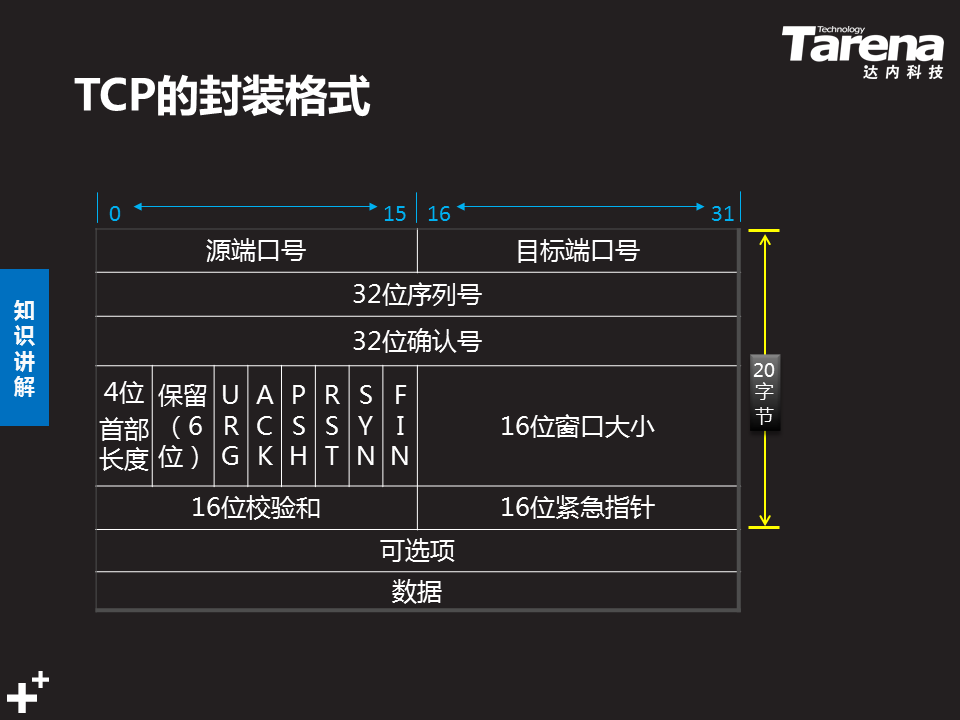 Technology
Tarena
达内科技
TCP的封装格式
0
15
16
31
源端口号
目标端口号
32位序列号
32位确认号
4位
首部
长度
保留
（6
位）
URG
ACK
PSH
RST
SYN
FIN
16位窗口大小
16位校验和
16位紧急指针
可选项
数据
20
字
节
知
识
讲
解